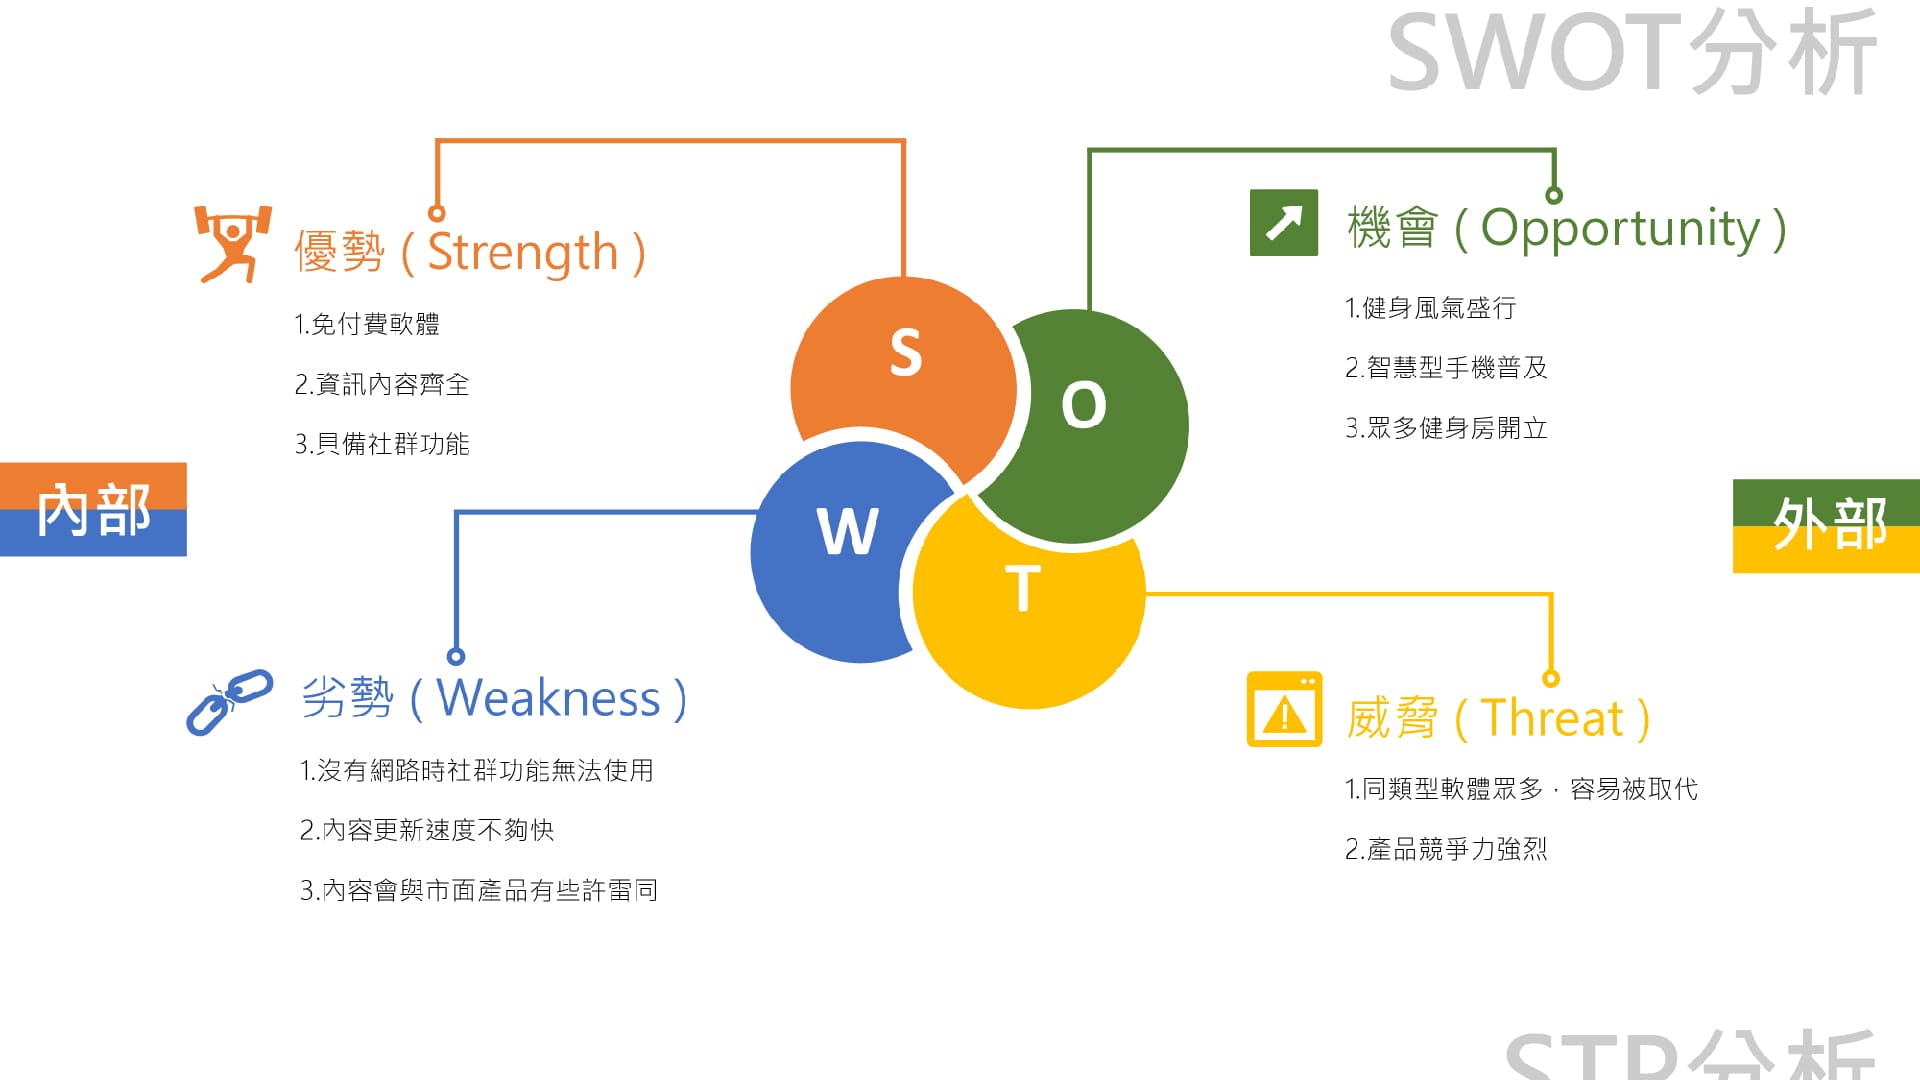 SWOT分析
優勢 ( Strength )
1.免付費軟體
2.資訊內容齊全
3.具備社群功能
機會 ( Opportunity )
1.健身風氣盛行
2.智慧型手機普及
3.眾多健身房開立
S
O
W
T
內部
外部
劣勢 ( Weakness )
1.沒有網路時社群功能無法使用
2.內容更新速度不夠快
3.內容會與市面產品有些許雷同
威脅 ( Threat )
1.同類型軟體眾多，容易被取代
2.產品競爭力強烈
STP分析